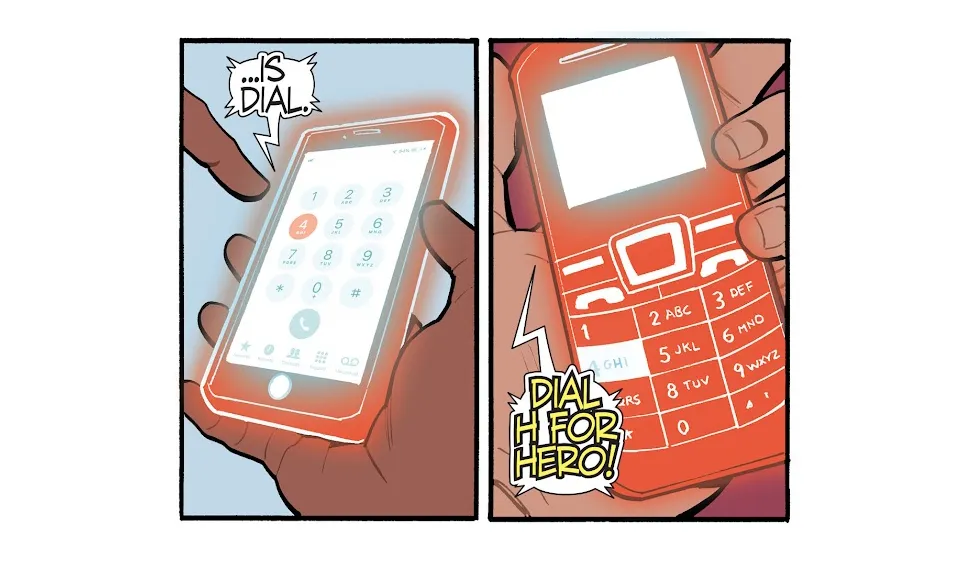 ...IS
DIAL.
1
2
ABC
3
DEF
4
GHI
5
JKL
6
MNO
7
PQRS
8
TUV
9
WXYZ
*
0
+
#
1
2 ABC
3 DEF
4 GHI
5 JKL
6 MNO
RS
8 TUV
9 WXYZ
*
0
DIAL
H FOR
HERO!